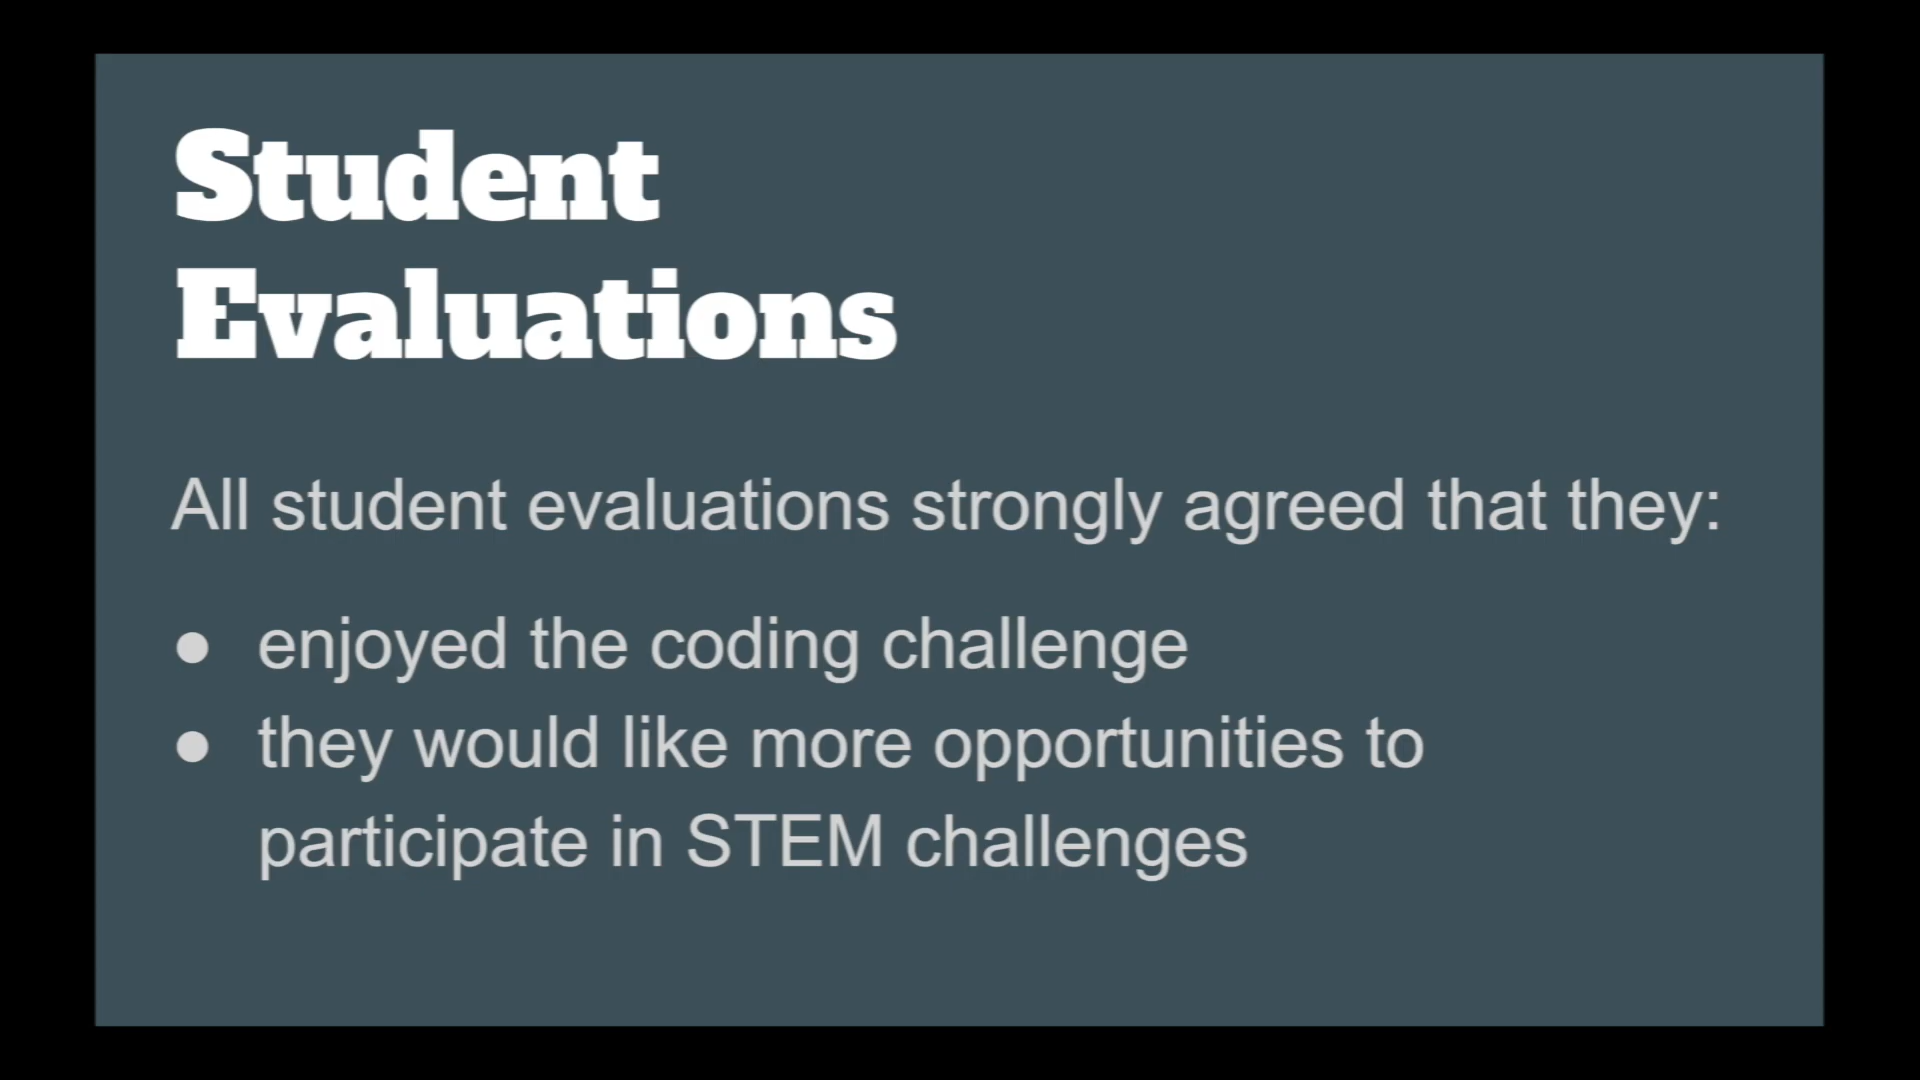 Student
Evaluations
All student evaluations strongly agreed that they:
● enjoyed the coding challenge
● they would like more opportunities to
participate in STEM challenges